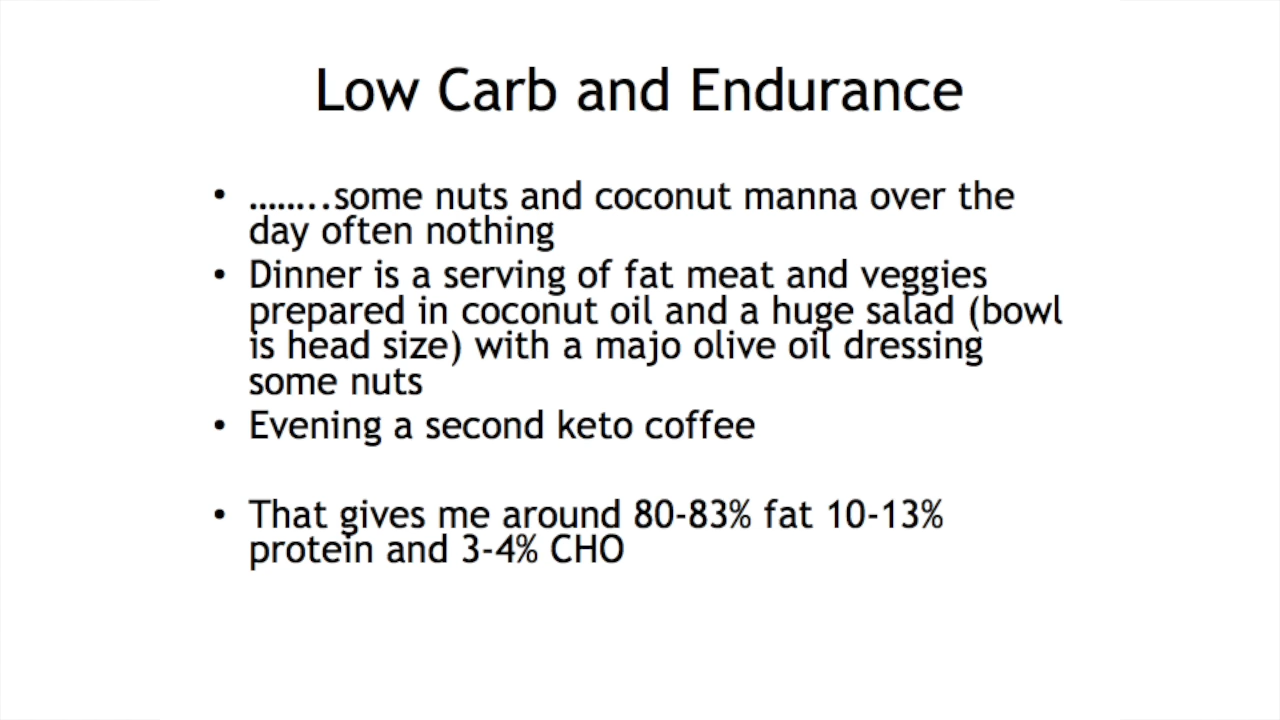 Low Carb and Endurance
• ……..some nuts and coconut manna over the
day often nothing
• Dinner is a serving of fat meat and veggies
prepared in coconut oil and a huge salad (bowl
is head size) with a majo olive oil dressing
some nuts
• Evening a second keto coffee
• That gives me around 80-83% fat 10-13%
protein and 3-4% CHO